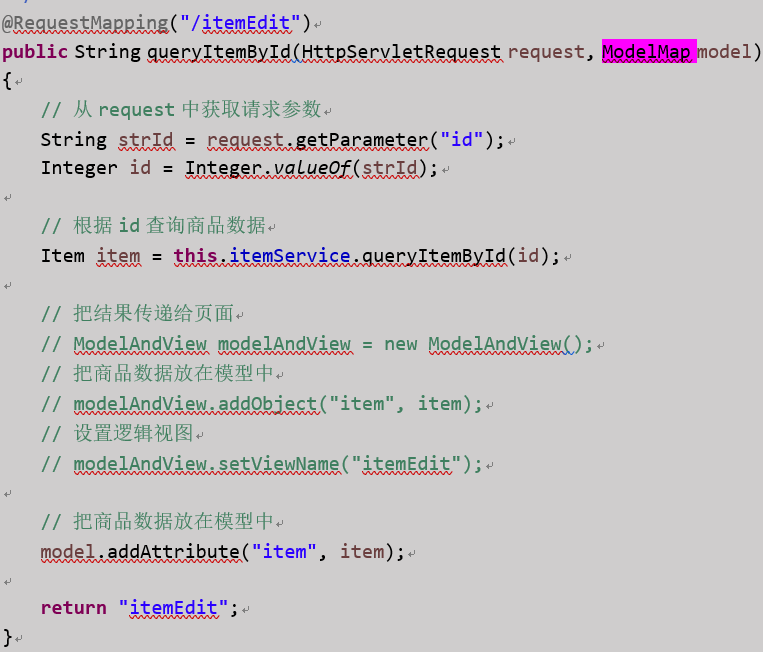 @RequestMapping("/itemEdit")
public String queryItemById(HttpServletRequest request, ModelMap model)
{
// 从 request 中获取请求参数
String strId = request.getParameter("id");
Integer id = Integer.valueOf(strId);
// 根据 id 查询商品数据
Item item = this.itemService.queryItemById(id);
// 把结果传递给页面
// ModelAndView modelAndView = new ModelAndView();
// 把商品数据放在模型中
// modelAndView.addObject("item", item);
// 设置逻辑视图
// modelAndView.setViewName("itemEdit");
// 把商品数据放在模型中
model.addAttribute("item", item);
return "itemEdit";
}